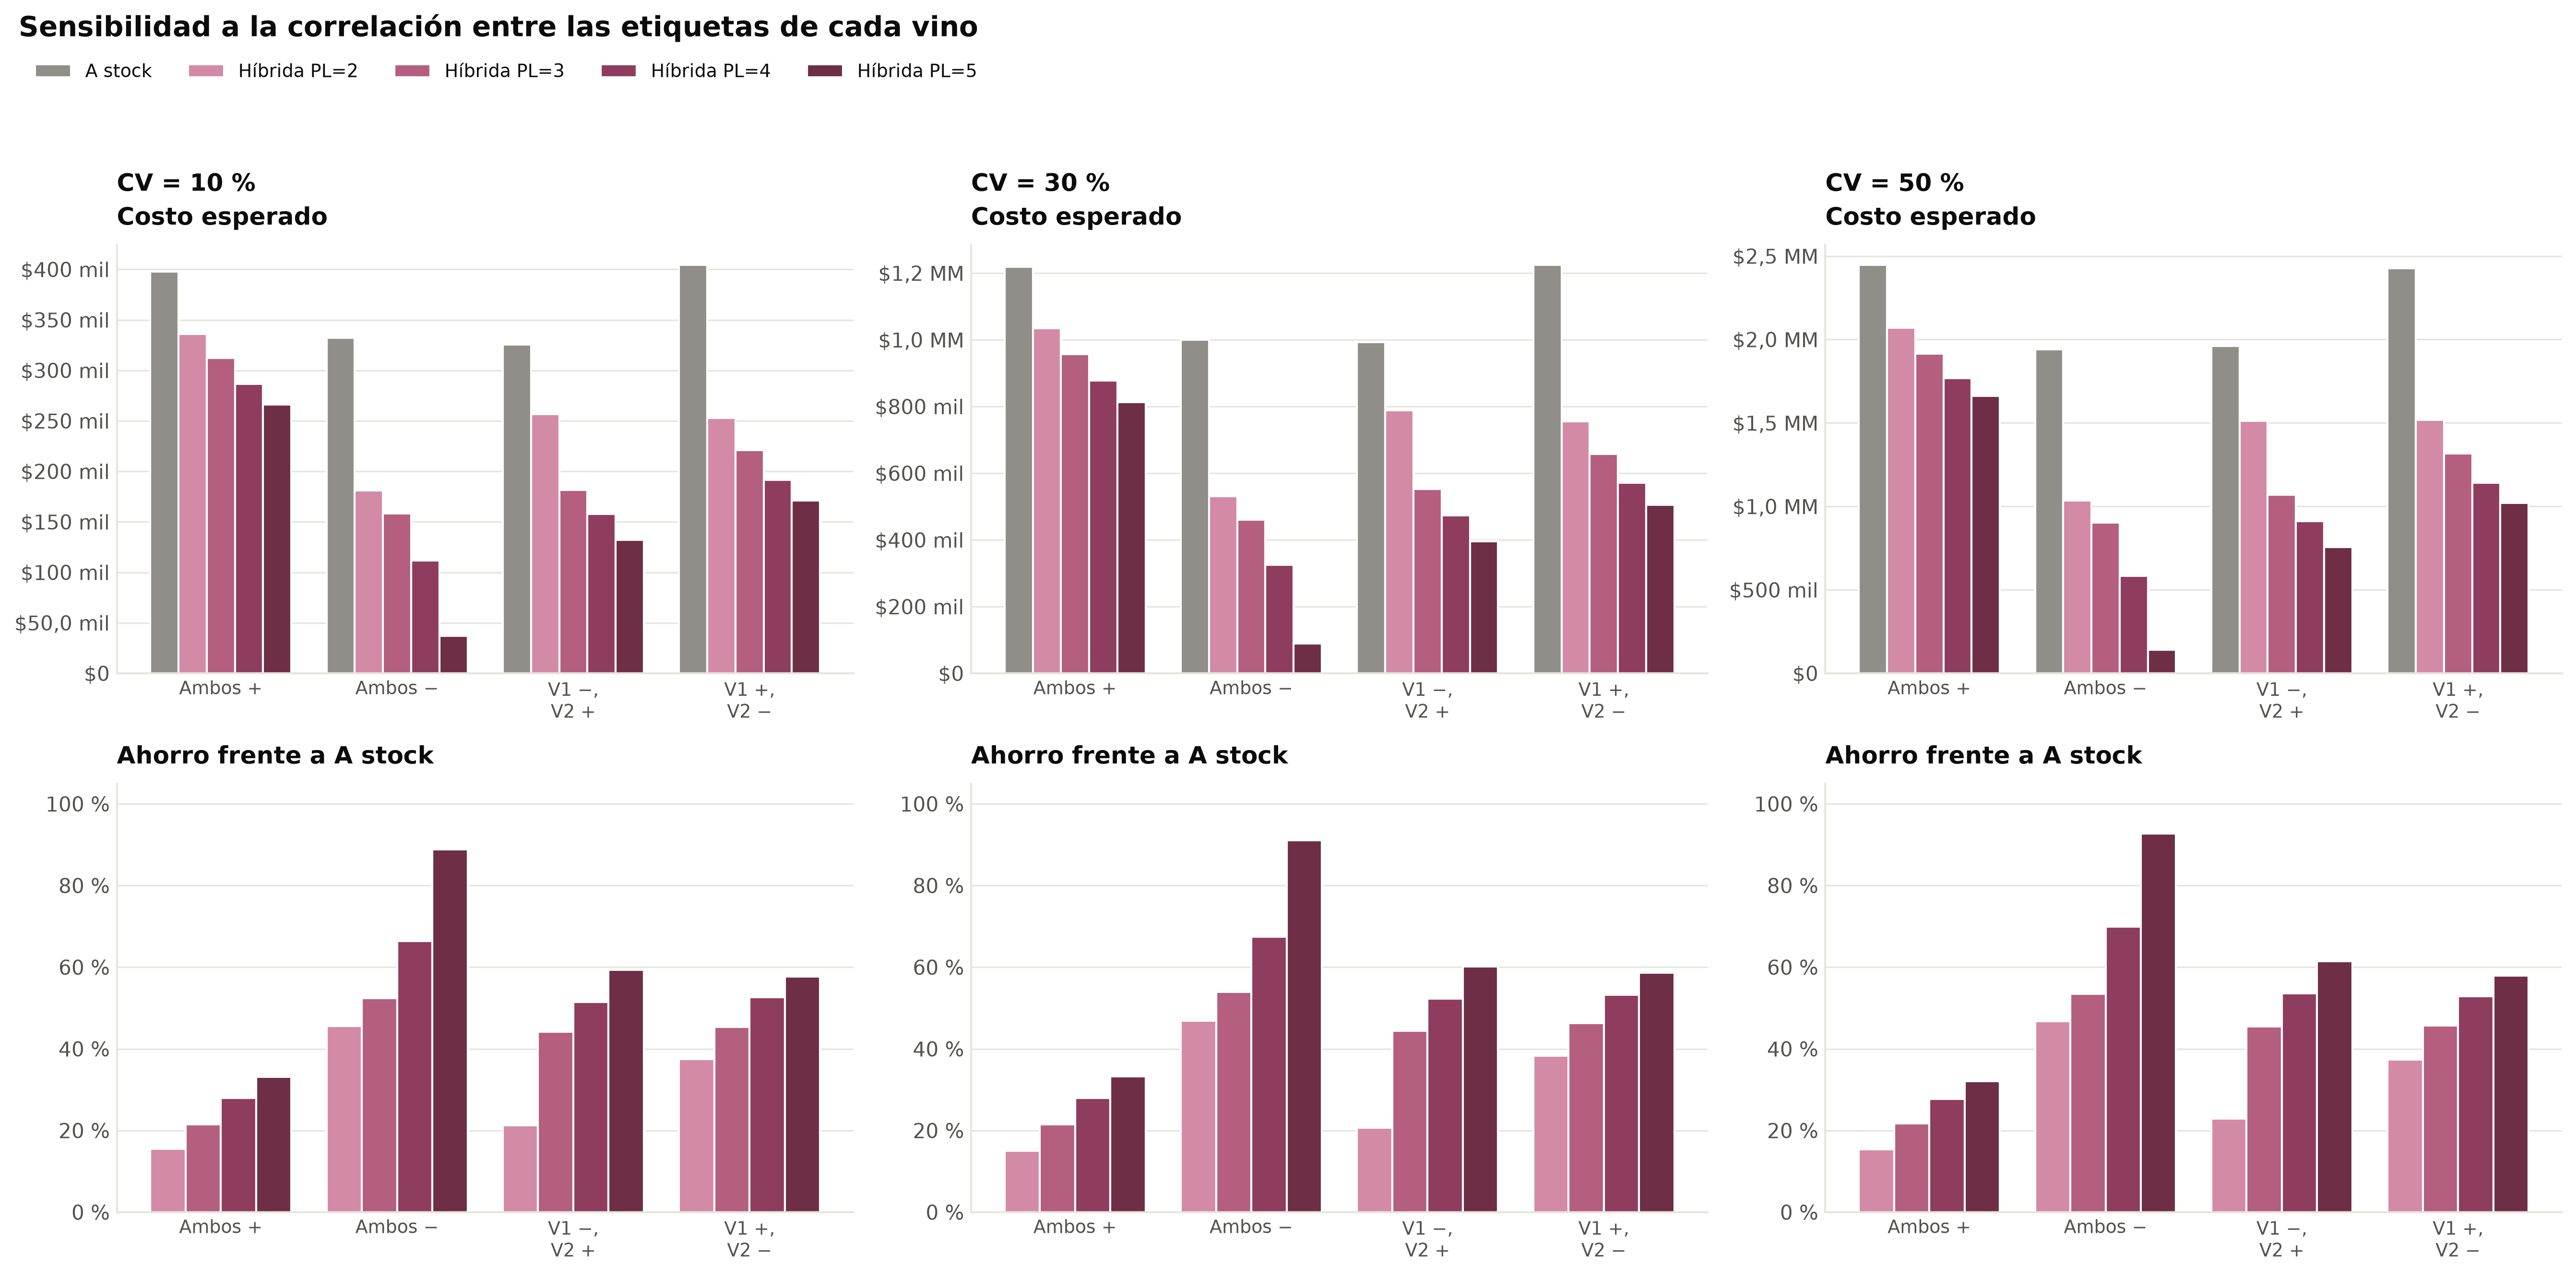 Sensibilidad a la correlación entre las etiquetas de cada vino
A stock
Híbrida PL=2
Híbrida PL=3
Híbrida PL=4
Híbrida PL=5
CV = 10 %
Costo esperado
$400 mil
$350 mil
$300 mil
$250 mil
$200 mil
$150 mil
$100 mil
$50,0 mil
$0
Ambos +
Ambos −
V1 −,
V2 +
V1 +,
V2 −
CV = 30 %
Costo esperado
$1,2 MM
$1,0 MM
$800 mil
$600 mil
$400 mil
$200 mil
$0
Ambos +
Ambos −
V1 −,
V2 +
V1 +,
V2 −
CV = 50 %
Costo esperado
$2,5 MM
$2,0 MM
$1,5 MM
$1,0 MM
$500 mil
$0
Ambos +
Ambos −
V1 −,
V2 +
V1 +,
V2 −
Ahorro frente a A stock
100 %
80 %
60 %
40 %
20 %
0 %
Ambos +
Ambos −
V1 −,
V2 +
V1 +,
V2 −
Ahorro frente a A stock
100 %
80 %
60 %
40 %
20 %
0 %
Ambos +
Ambos −
V1 −,
V2 +
V1 +,
V2 −
Ahorro frente a A stock
100 %
80 %
60 %
40 %
20 %
0 %
Ambos +
Ambos −
V1 −,
V2 +
V1 +,
V2 −